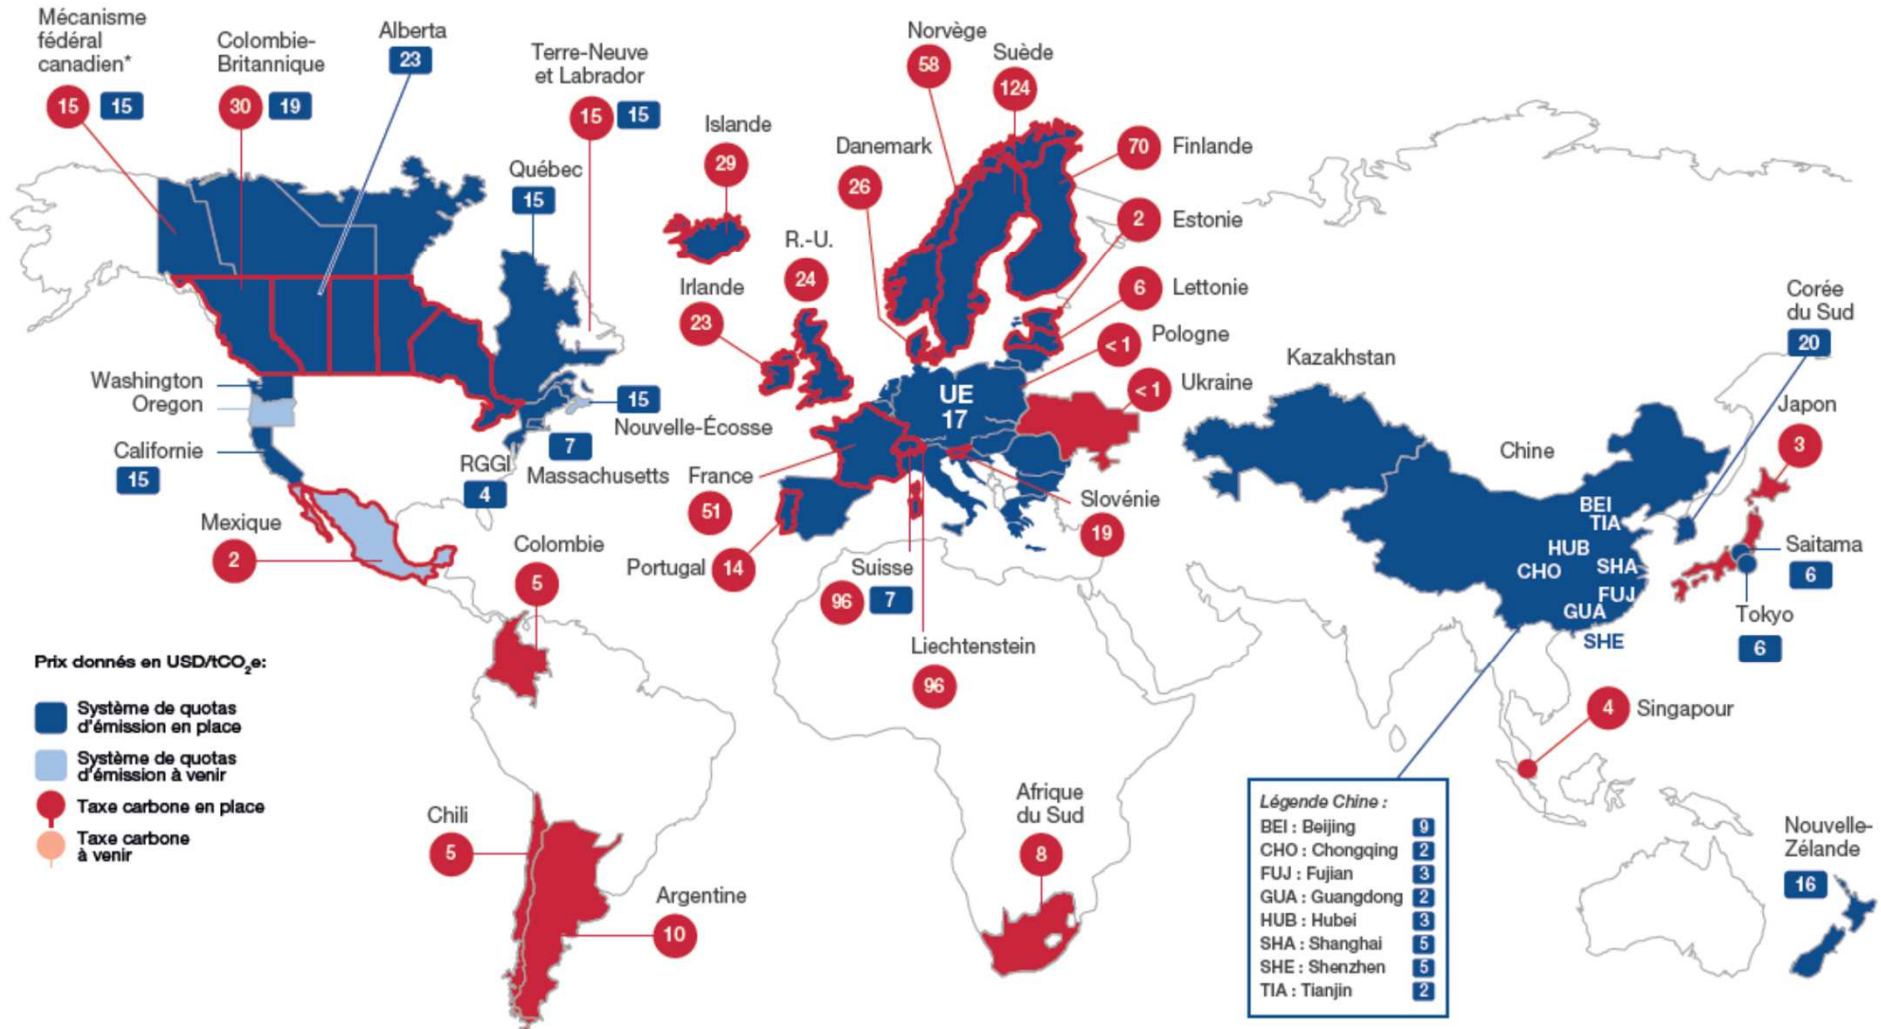 Mécanisme
fédéral
canadien*
15 15
Colombie-
Britannique
30 19
Alberta
23
Terre-Neuve
et Labrador
15 15
Québec
15
Islande
29
Norvège
58
Suède
124
Danemark
26
70 Finlande
2 Estonie
6 Lettonie
< 1 Pologne
< 1 Ukraine
R.-U.
24
Irlande
23
UE
17
Washington
Oregon
Californie
15
15
Nouvelle-Écosse
7
Massachusetts
RGGI
4
Mexique
2
Colombie
5
France
51
Portugal 14
Suisse
96 7
Liechtenstein
96
Slovénie
19
Kazakhstan
Chine
BEI
TIA
HUB
CHO
SHA
FUJ
GUA
SHE
Corée
du Sud
20
Japon
3
Saitama
6
Tokyo
6
4 Singapour
Nouvelle-
Zélande
16
Chili
5
Argentine
10
Afrique
du Sud
8
Prix donnés en USD/tCO2e:
Système de quotas
d'émission en place
Système de quotas
d'émission à venir
Taxe carbone en place
Taxe carbone
à venir
Légende Chine :
BEI : Beijing 9
CHO : Chongqing 2
FUJ : Fujian 3
GUA : Guangdong 2
HUB : Hubei 3
SHA : Shanghai 5
SHE : Shenzhen 5
TIA : Tianjin 2